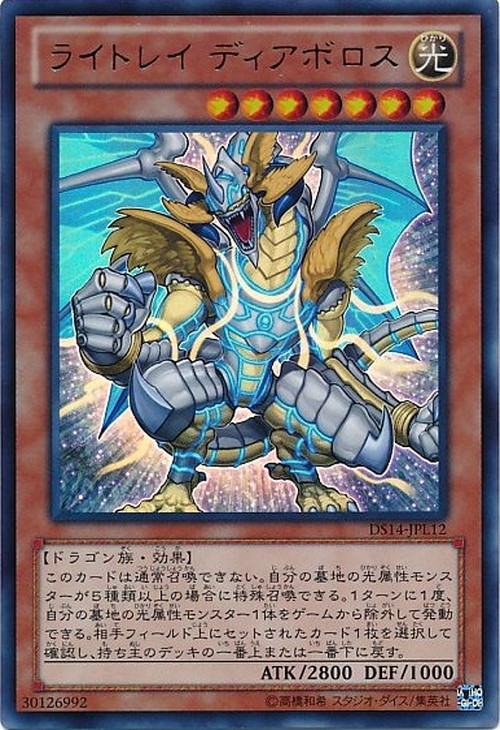 ライトレイ ディアボロス
光
ひかり
DS14-JPL12
【ドラゴン族・効果】
このカードは通常召喚できない。自分の墓地の光属性モンス
ターが５種類以上の場合に特殊召喚できる。1ターンに１度、
自分の墓地の光属性モンスター1体をゲームから除外して発動
できる。相手フィールド上にセットされたカード1枚を選択して
確認し、持ち主のデッキの一番上または一番下に戻す。
ATK/2800 DEF/1000
30126992
©高橋和希 スタジオ・ダイス/集英社